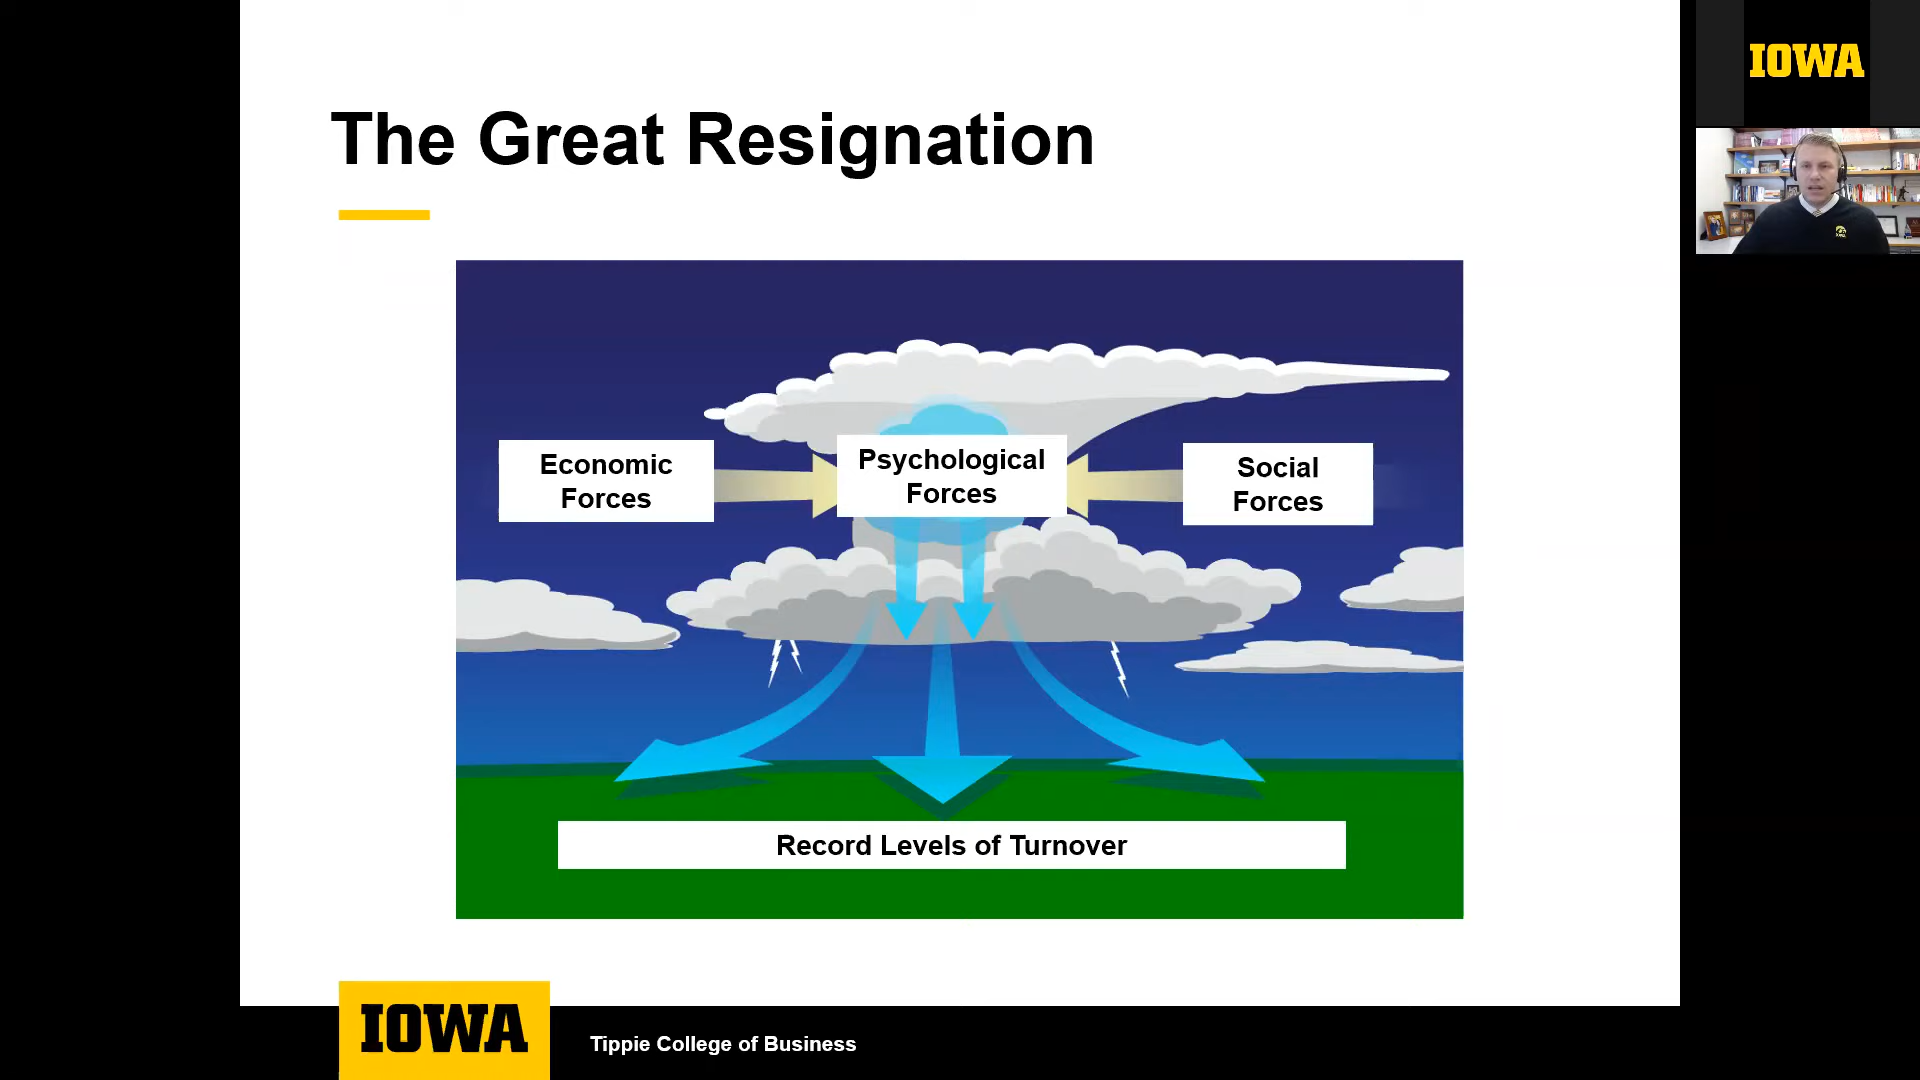 The Great Resignation
IOWA
Economic
Forces
Psychological
Forces
Social
Forces
Record Levels of Turnover
IOWA
Tippie College of Business